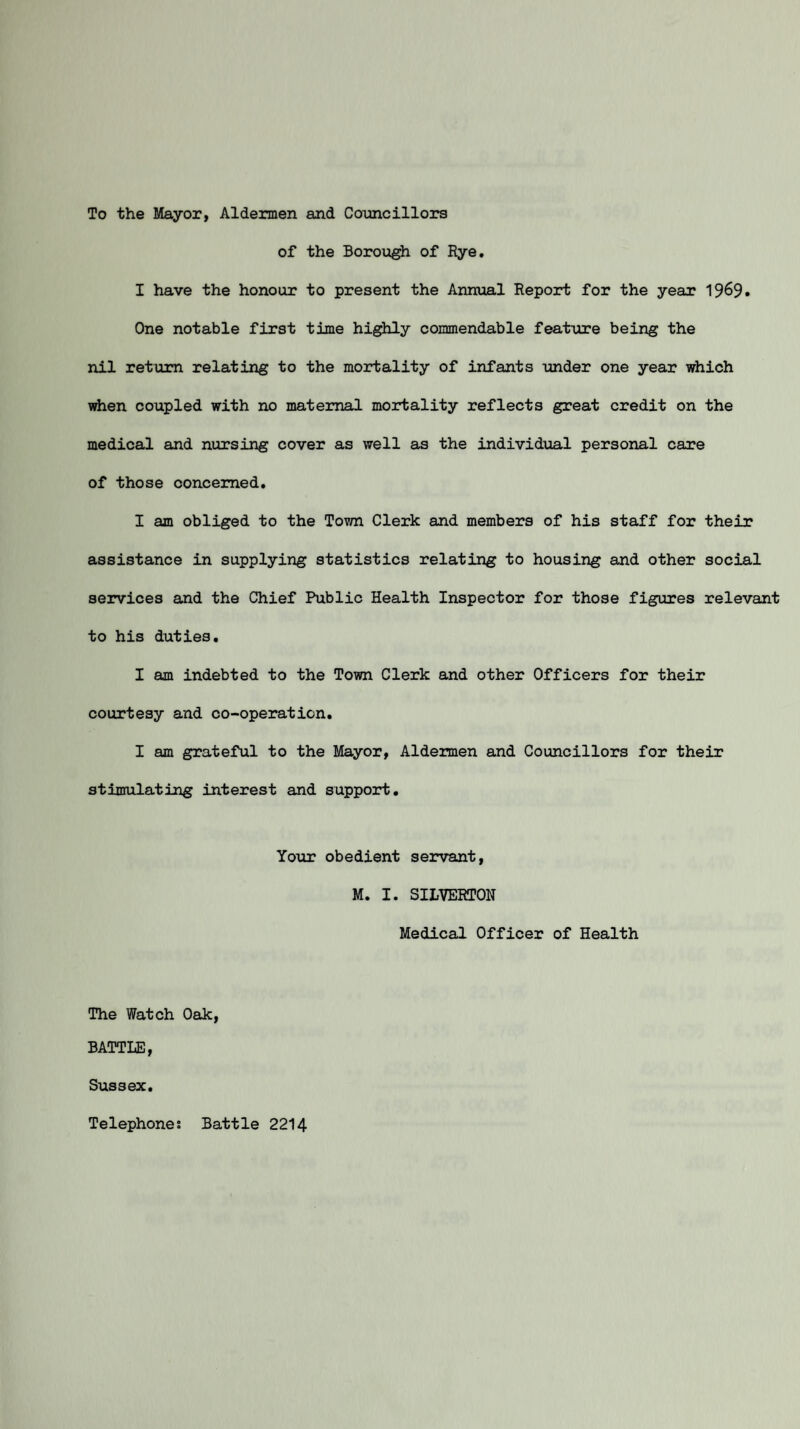 To the Mayor, Aldermen and Councillors
of the Borough of Rye.
I have the honour to present the Annual Report for the year 1969.
One notable first time highly commendable feature being the
nil return relating to the mortality of infants under one year which
when coupled with no maternal mortality reflects great credit on the
medical and nursing cover as well as the individual personal care
of those concerned.
I am obliged to the Town Clerk and members of his staff for their
assistance in supplying statistics relating to housing and other social
services and the Chief Public Health Inspector for those figures relevant
to his duties.
I am indebted to the Town Clerk and other Officers for their
courtesy and co-operation.
I am grateful to the Mayor, Aldermen and Councillors for their
stimulating interest and support.
Your obedient servant,
M. I. SILVERTON
Medical Officer of Health
The Watch Oak,
BATTLE,
Sussex.
Telephone: Battle 2214